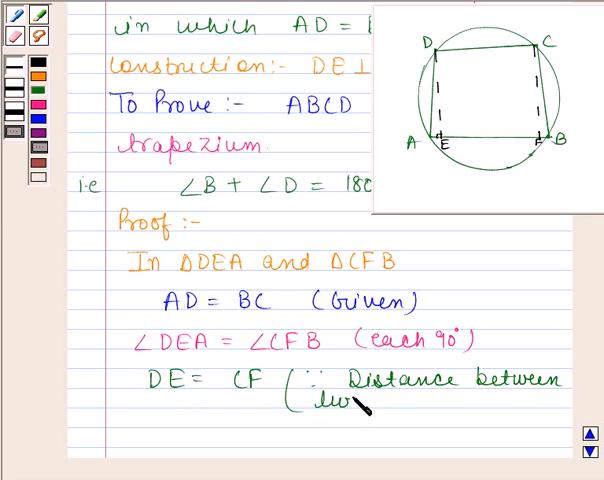 in which AD =
Construction:- DE ⊥
To Prove :- ABCD
trapezium.
i.e ∠B + ∠D = 180
Proof :-
In ΔDEA and ΔCFB
AD = BC (Given)
∠DEA = ∠CFB (each 90°)
DE = CF (∵ Distance between
D
C
A
E
F
B